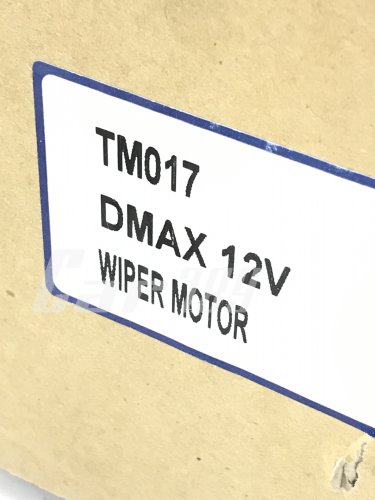 TM017
DMAX 12V
WIPER MOTOR